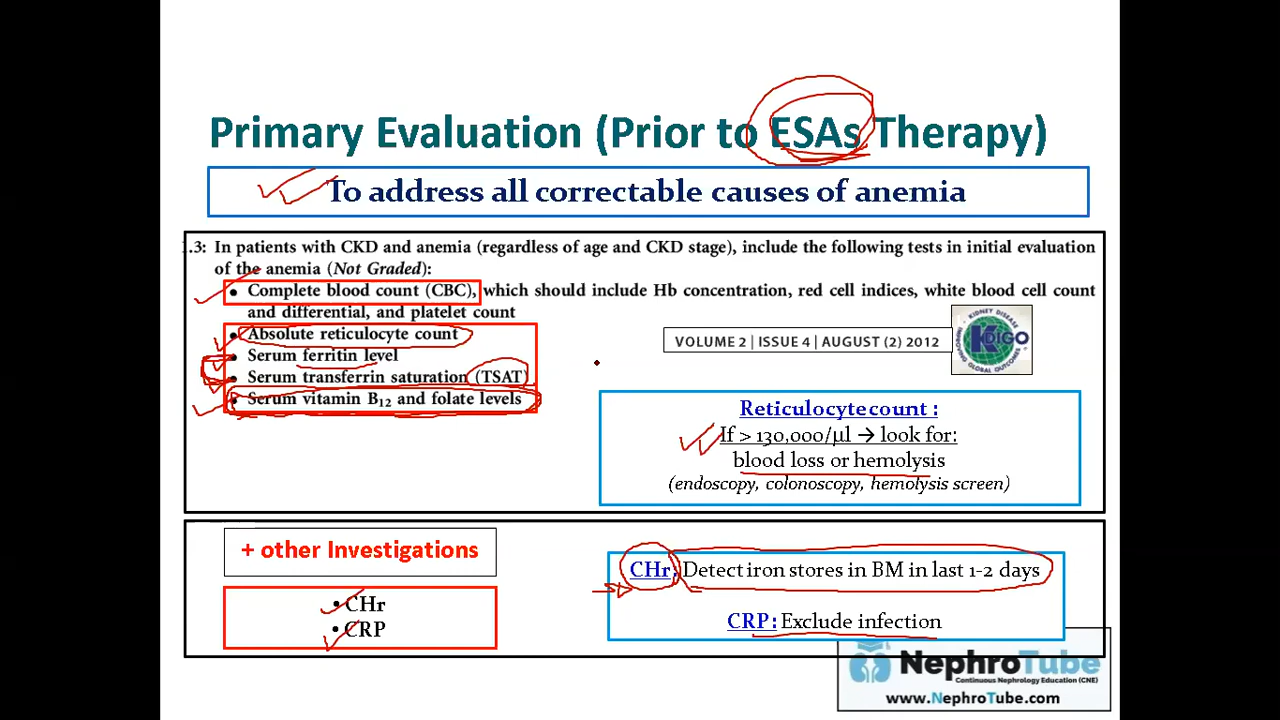 Primary Evaluation (Prior to ESAs Therapy)
To address all correctable causes of anemia
.3: In patients with CKD and anemia (regardless of age and CKD stage), include the following tests in initial evaluation
of the anemia (Not Graded):
• Complete blood count (CBC), which should include Hb concentration, red cell indices, white blood cell count
and differential, and platelet count
• Absolute reticulocyte count
• Serum ferritin level
• Serum transferrin saturation (TSAT)
• Serum vitamin B₁₂ and folate levels
VOLUME 2 | ISSUE 4 | AUGUST (2) 2012
KIDNEY DISEASE
KDIGO
IMPROVING GLOBAL OUTCOMES
Reticulocyte count :
If > 130,000/µl → look for:
blood loss or hemolysis
(endoscopy, colonoscopy, hemolysis screen)
+ other Investigations
• CHr
• CRP
CHr: Detect iron stores in BM in last 1-2 days
CRP: Exclude infection
NephroTube
Continuous Nephrology Education (CNE)
www.NephroTube.com